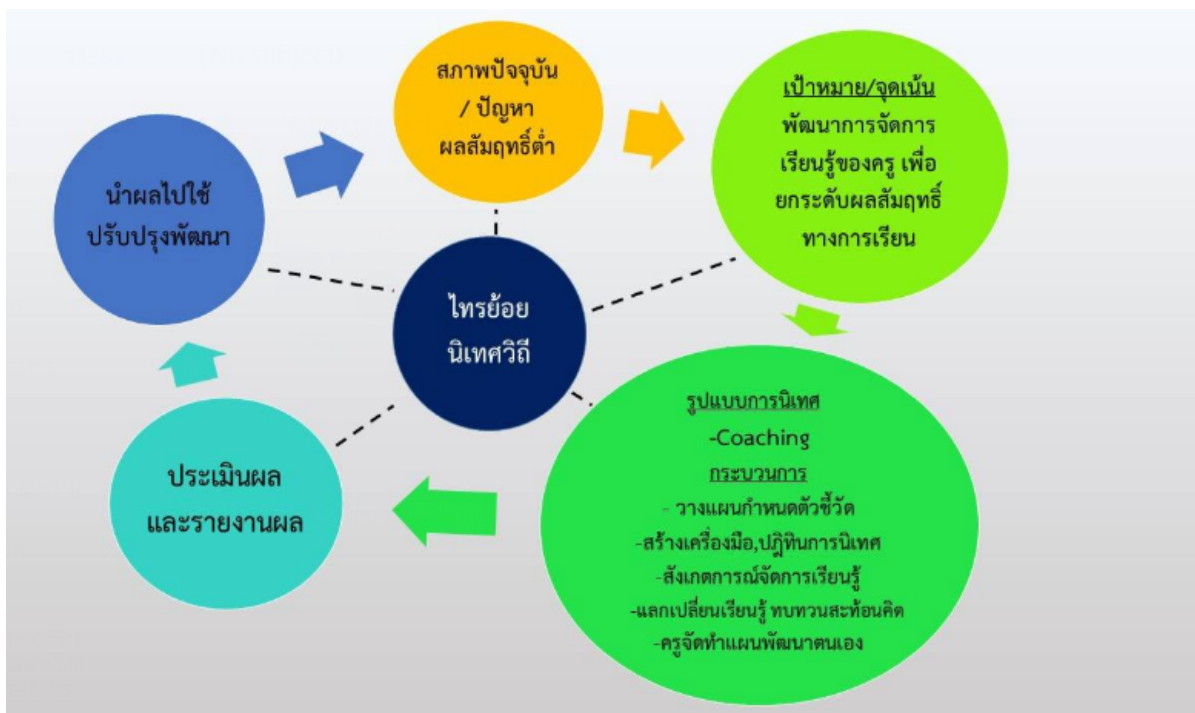 สภาพปัจจุบัน
/ ปัญหา
ผลสัมฤทธิ์ต่ำ
เป้าหมาย/จุดเน้น
พัฒนาการจัดการ
เรียนรู้ของครู เพื่อ
ยกระดับผลสัมฤทธิ์
ทางการเรียน
รูปแบบการนิเทศ
-Coaching
กระบวนการ
- วางแผนกำหนดตัวชี้วัด
-สร้างเครื่องมือ,ปฎิทินการนิเทศ
-สังเกตการณ์จัดการเรียนรู้
-แลกเปลี่ยนเรียนรู้ ทบทวนสะท้อนคิด
-ครูจัดทำแผนพัฒนาตนเอง
ประเมินผล
และรายงานผล
นำผลไปใช้
ปรับปรุงพัฒนา
ไทรย้อย
นิเทศวิถี